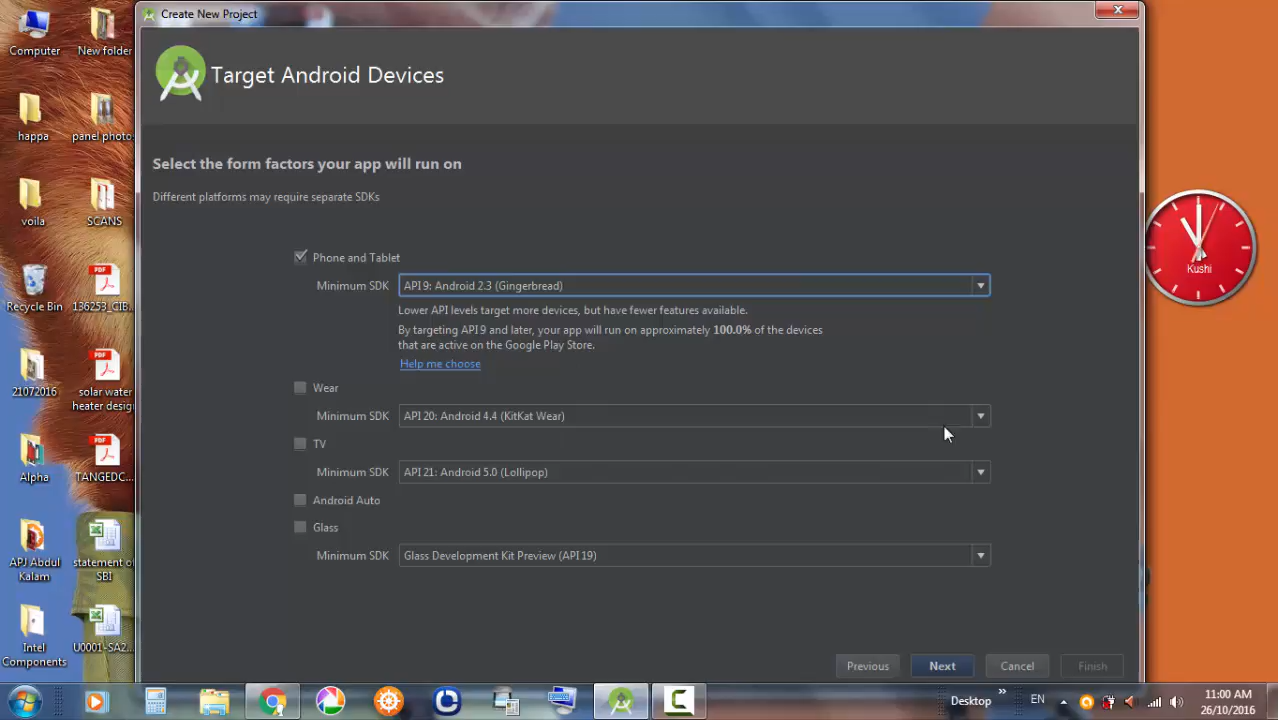 Create New Project
Target Android Devices
Select the form factors your app will run on
Different platforms may require separate SDKs
Phone and Tablet
Minimum SDK
API 9: Android 2.3 (Gingerbread)
Lower API levels target more devices, but have fewer features available.
By targeting API 9 and later, your app will run on approximately 100.0% of the devices
that are active on the Google Play Store.
Help me choose
Wear
Minimum SDK
API 20: Android 4.4 (KitKat Wear)
TV
Minimum SDK
API 21: Android 5.0 (Lollipop)
Android Auto
Glass
Minimum SDK
Glass Development Kit Preview (API 19)
Previous
Next
Cancel
Finish
Computer
New folder
happa
panel photos
voila
SCANS
Recycle Bin
136253_GIB...
21072016
solar water
heater desig
Alpha
TANGEDC...
APJ Abdul
Kalam
statement of
SBI
Intel
Components
U0001-SA2...
PDF
PDF
PDF
Kushi
Desktop
EN
11:00 AM
26/10/2016